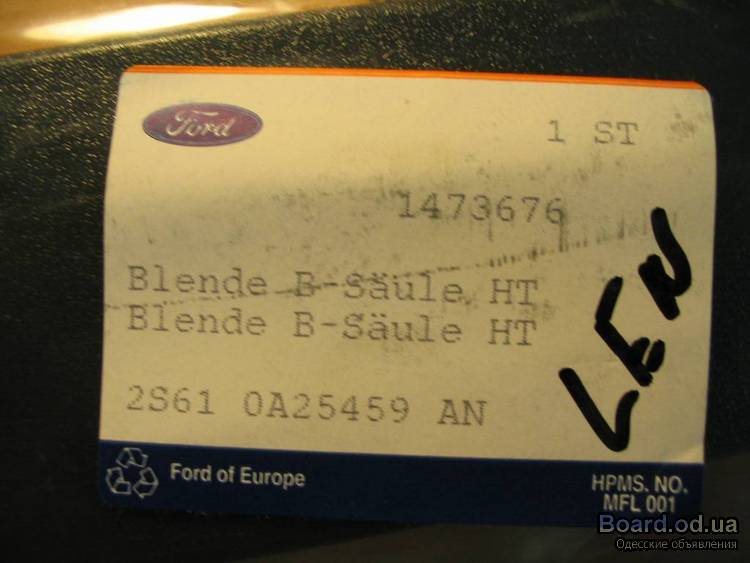 Ford
1 ST
1473676
Blende B-Säule HT
Blende B-Säule HT
2S61 0A25459 AN
LEN
Ford of Europe
HPMS. NO.
MFL 001
Board.od.ua
Одесские объявления